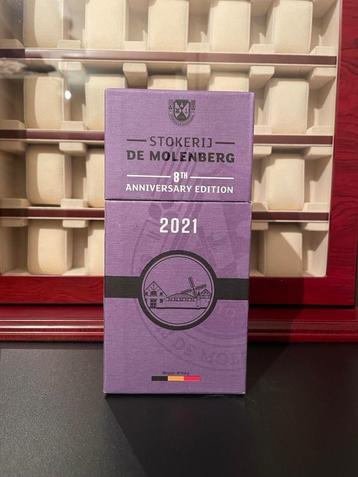 STOKERIJ
DE MOLENBERG
8TH
ANNIVERSARY EDITION
2021